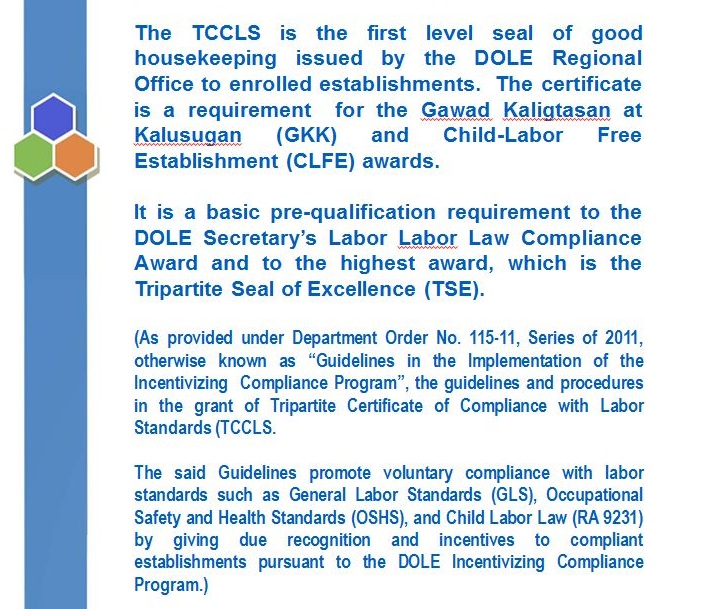 The TCCLS is the first level seal of good
housekeeping issued by the DOLE Regional
Office to enrolled establishments. The certificate
is a requirement for the Gawad Kaligtasan at
Kalusugan (GKK) and Child-Labor Free
Establishment (CLFE) awards.
It is a basic pre-qualification requirement to the
DOLE Secretary's Labor Labor Law Compliance
Award and to the highest award, which is the
Tripartite Seal of Excellence (TSE).
(As provided under Department Order No. 115-11, Series of 2011,
otherwise known as “Guidelines in the Implementation of the
Incentivizing Compliance Program”, the guidelines and procedures
in the grant of Tripartite Certificate of Compliance with Labor
Standards (TCCLS.
The said Guidelines promote voluntary compliance with labor
standards such as General Labor Standards (GLS), Occupational
Safety and Health Standards (OSHS), and Child Labor Law (RA 9231)
by giving due recognition and incentives to compliant
establishments pursuant to the DOLE Incentivizing Compliance
Program.)